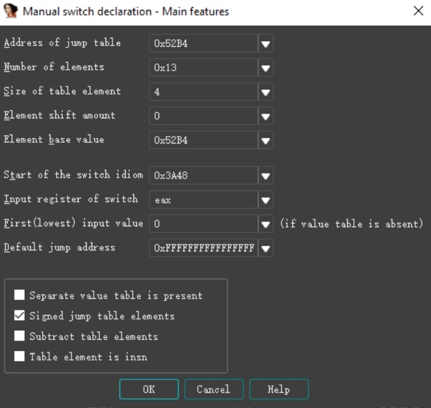 Manual switch declaration - Main features
Address of jump table 0x52B4
Number of elements 0x13
Size of table element 4
Element shift amount 0
Element base value 0x52B4
Start of the switch idiom 0x3A48
Input register of switch eax
First(lowest) input value 0 (if value table is absent)
Default jump address 0xFFFFFFFFFFFFFFFF
Separate value table is present
Signed jump table elements
Subtract table elements
Table element is insn
OK Cancel Help